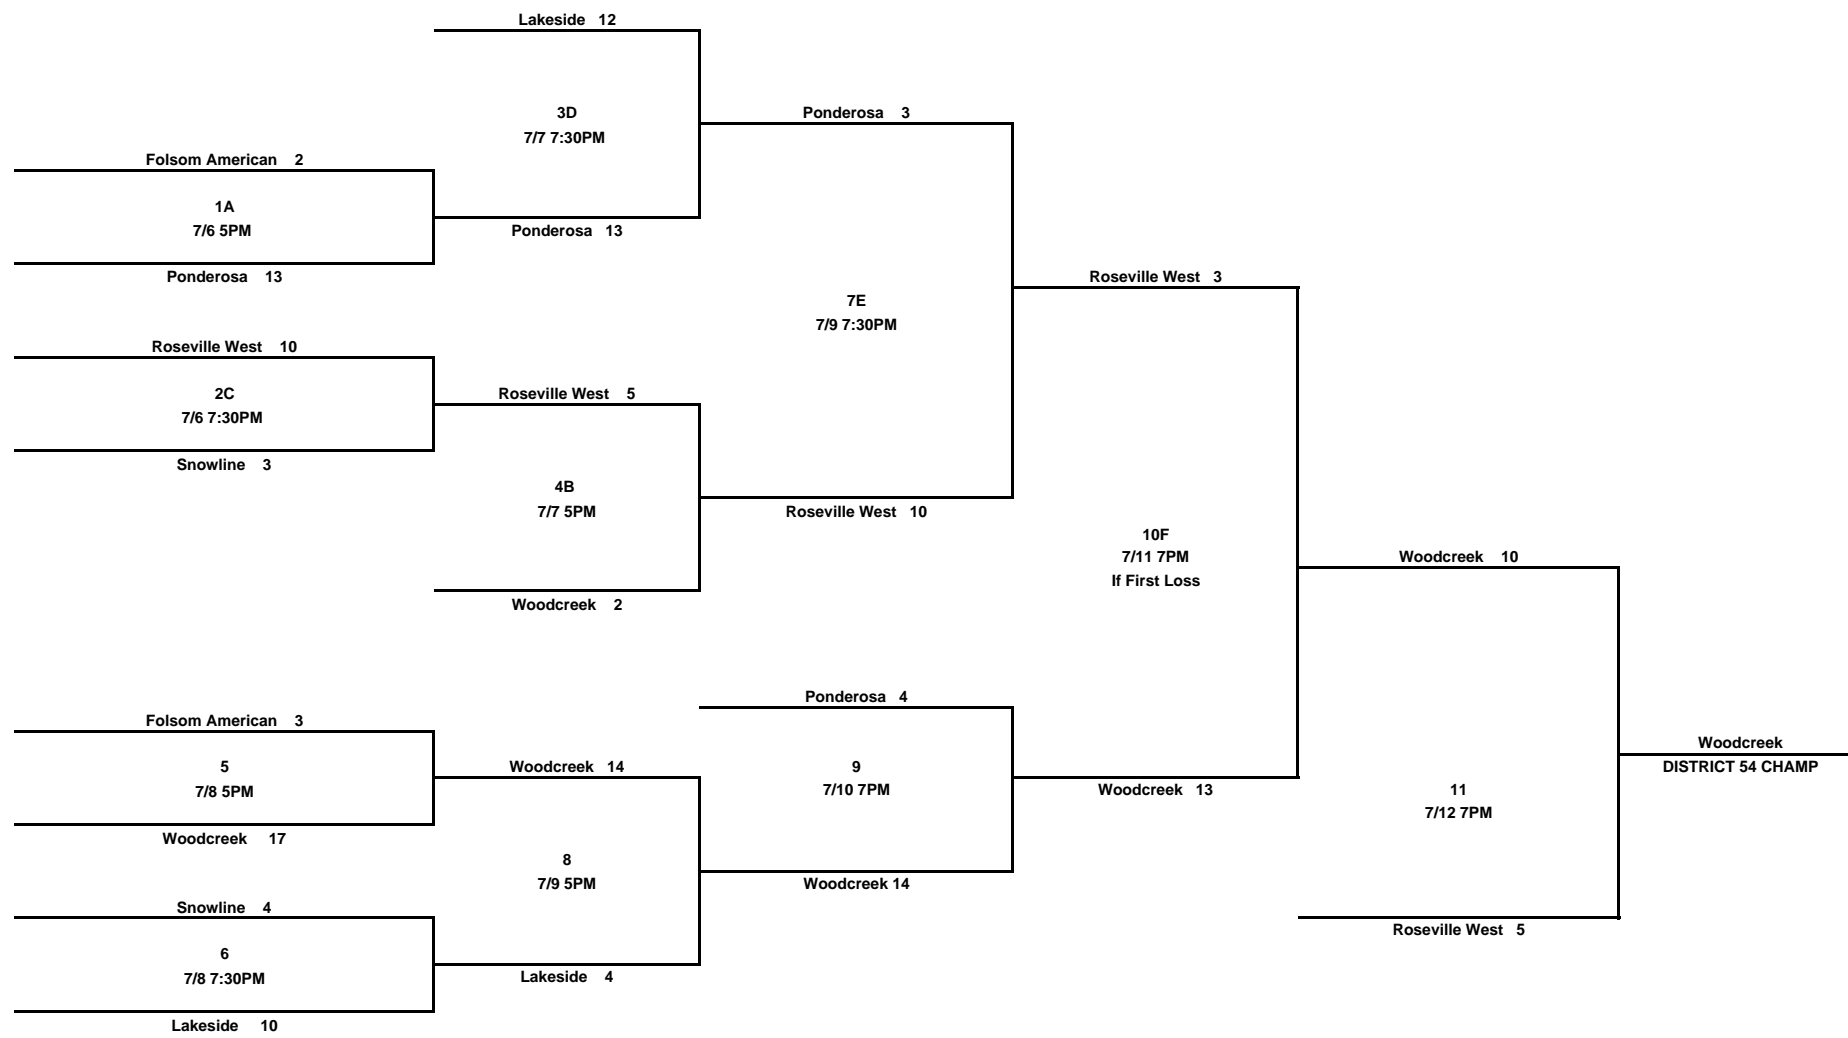 Lakeside 12
3D
7/7 7:30PM
Ponderosa 3
Folsom American 2
1A
7/6 5PM
Ponderosa 13
Ponderosa 13
Roseville West 3
7E
7/9 7:30PM
Roseville West 10
2C
7/6 7:30PM
Roseville West 5
Snowline 3
4B
7/7 5PM
Roseville West 10
10F
7/11 7PM
If First Loss
Woodcreek 10
Woodcreek 2
Ponderosa 4
Folsom American 3
5
7/8 5PM
Woodcreek 14
9
7/10 7PM
Woodcreek 13
Woodcreek
DISTRICT 54 CHAMP
11
7/12 7PM
Woodcreek 17
8
7/9 5PM
Woodcreek 14
Snowline 4
Roseville West 5
6
7/8 7:30PM
Lakeside 4
Lakeside 10